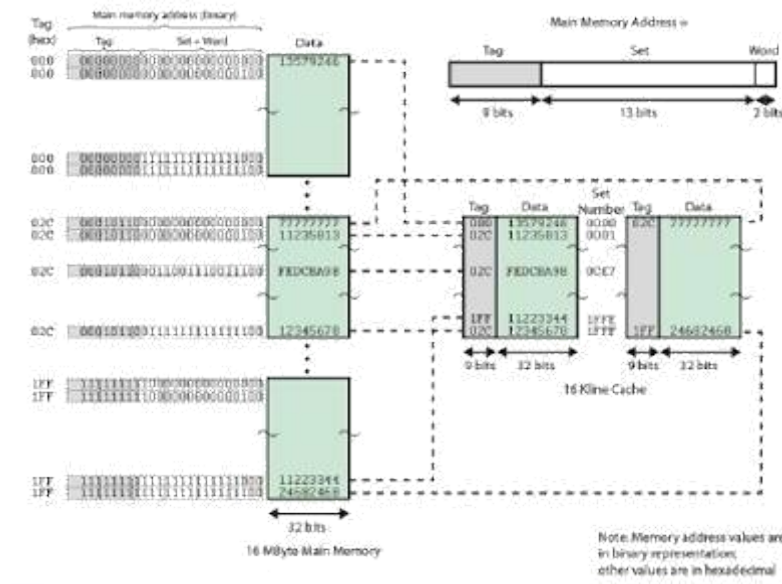 Main memory address (binary)
Tag
(hex)
Tag
Set + Word
Data
000
13579246
000
000
000
02C
77777777
02C
11235813
02C
FEDCBA98
02C
12345678
1FF
1FF
1FF
11223344
1FF
24682468
32 bits
16 MByte Main Memory
Main Memory Address =
Tag
Set
Word
9 bits
13 bits
2 bits
Set
Tag
Data
Number
Tag
Data
000
13579246
0000
02C
77777777
02C
11235813
0001
02C
FEDCBA98
0CE7
1FF
11223344
1FFE
02C
12345678
1FFF
1FF
24682468
9 bits
32 bits
9 bits
32 bits
16 Kline Cache
Note: Memory address values are
in binary representation;
other values are in hexadecimal